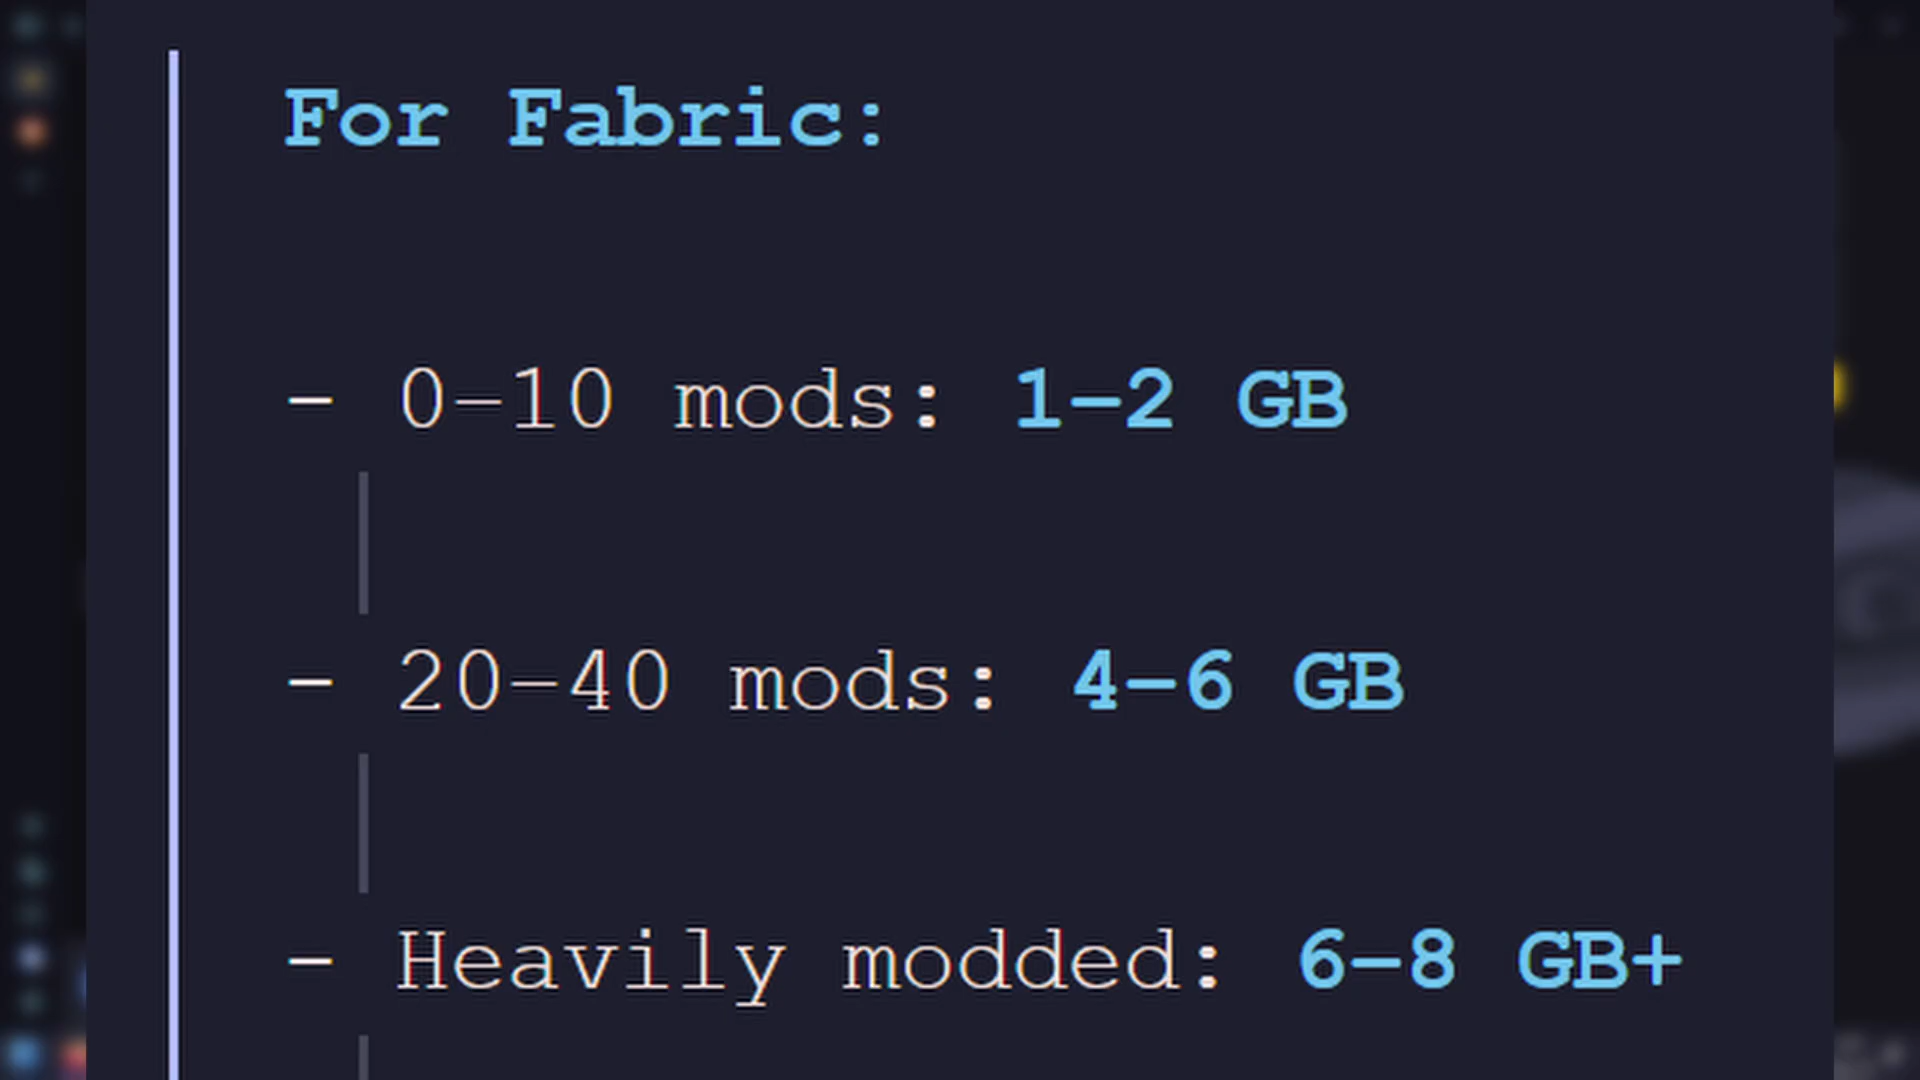 For Fabric:
- 0-10 mods: 1-2 GB
- 20-40 mods: 4-6 GB
- Heavily modded: 6-8 GB+